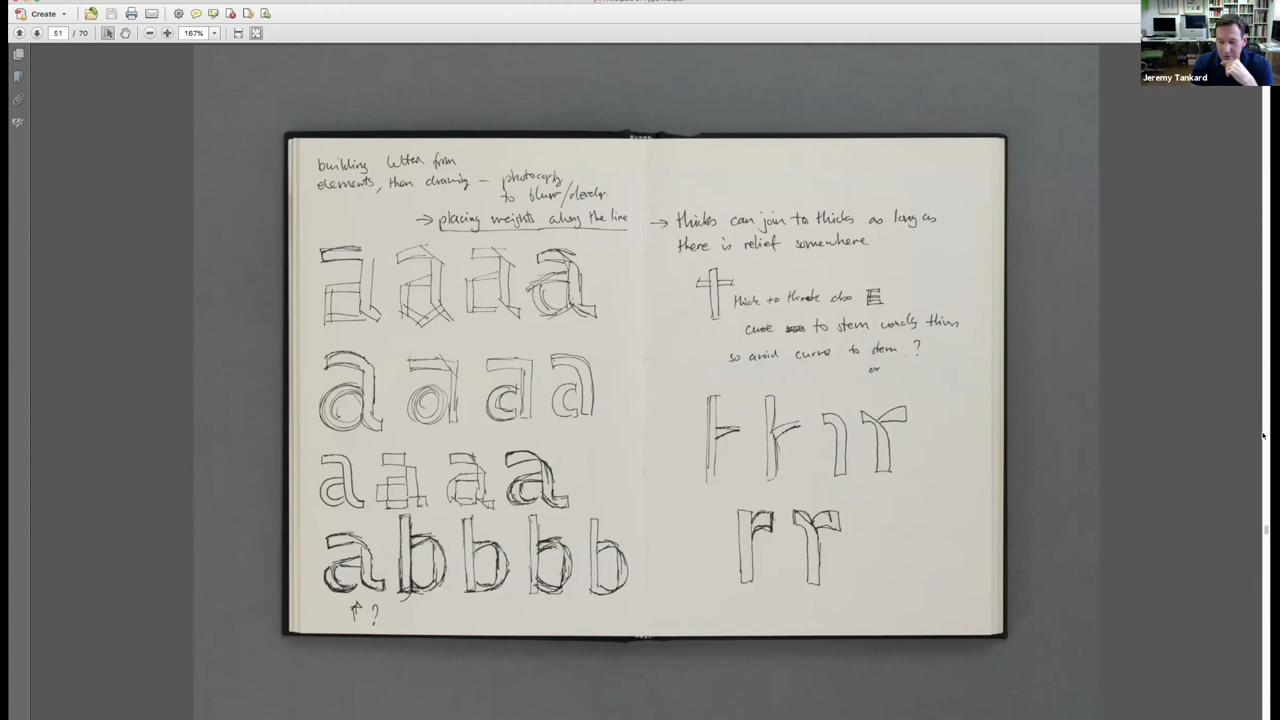 Create
51 / 70
167%
Jeremy Tankard
building letters from
elements, then drawing — photocopy
to blur/develop.
→ placing weights along the line
a a a a
a a a a
a a a a
a b b b b
↑ ?
→ thicks can join to thicks as long as
there is relief somewhere
t thick to thick also E
curve to stem usually thins
so avoid curve to stem.?
or
r r